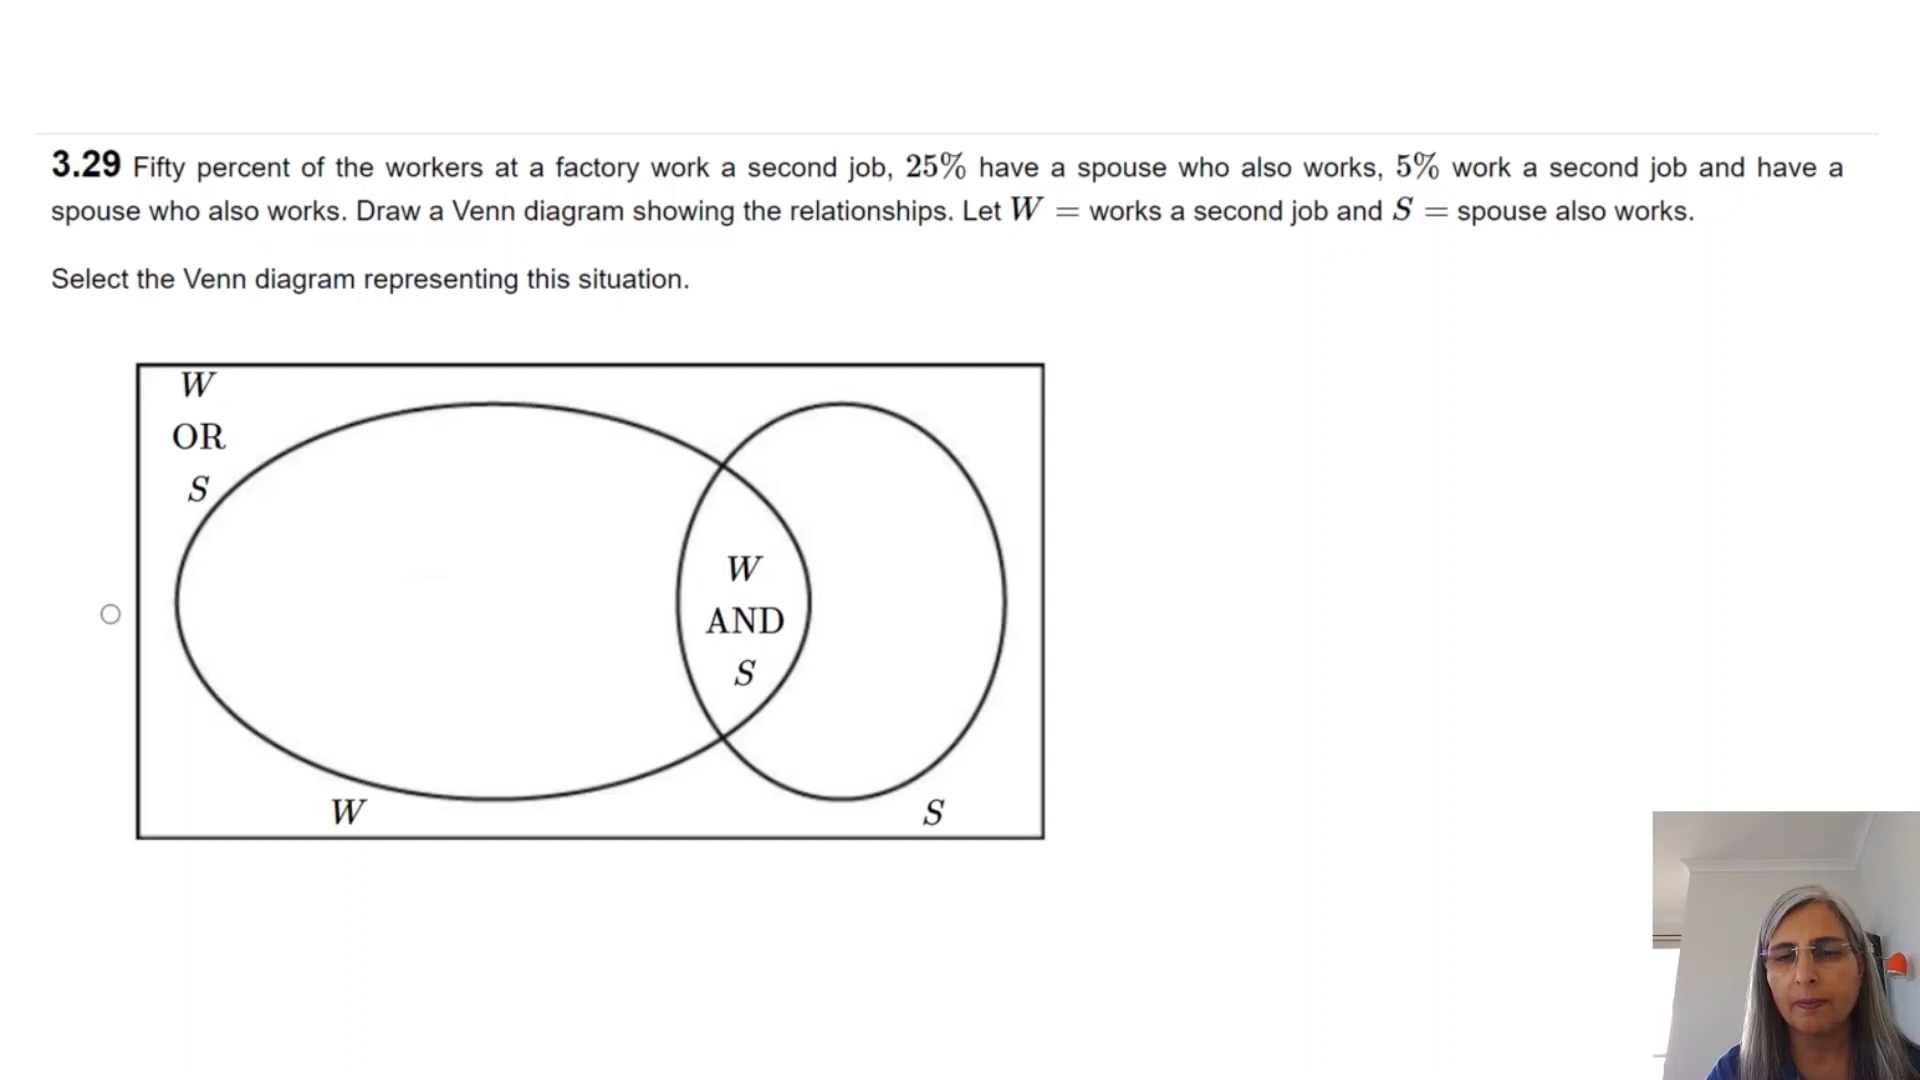 3.29 Fifty percent of the workers at a factory work a second job, 25% have a spouse who also works, 5% work a second job and have a
spouse who also works. Draw a Venn diagram showing the relationships. Let W = works a second job and S = spouse also works.
Select the Venn diagram representing this situation.
W
OR
S
W
AND
S
W
S